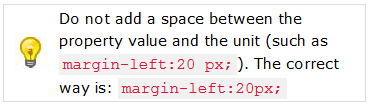 Do not add a space between the
property value and the unit (such as
margin-left:20 px; ). The correct
way is: margin-left:20px;